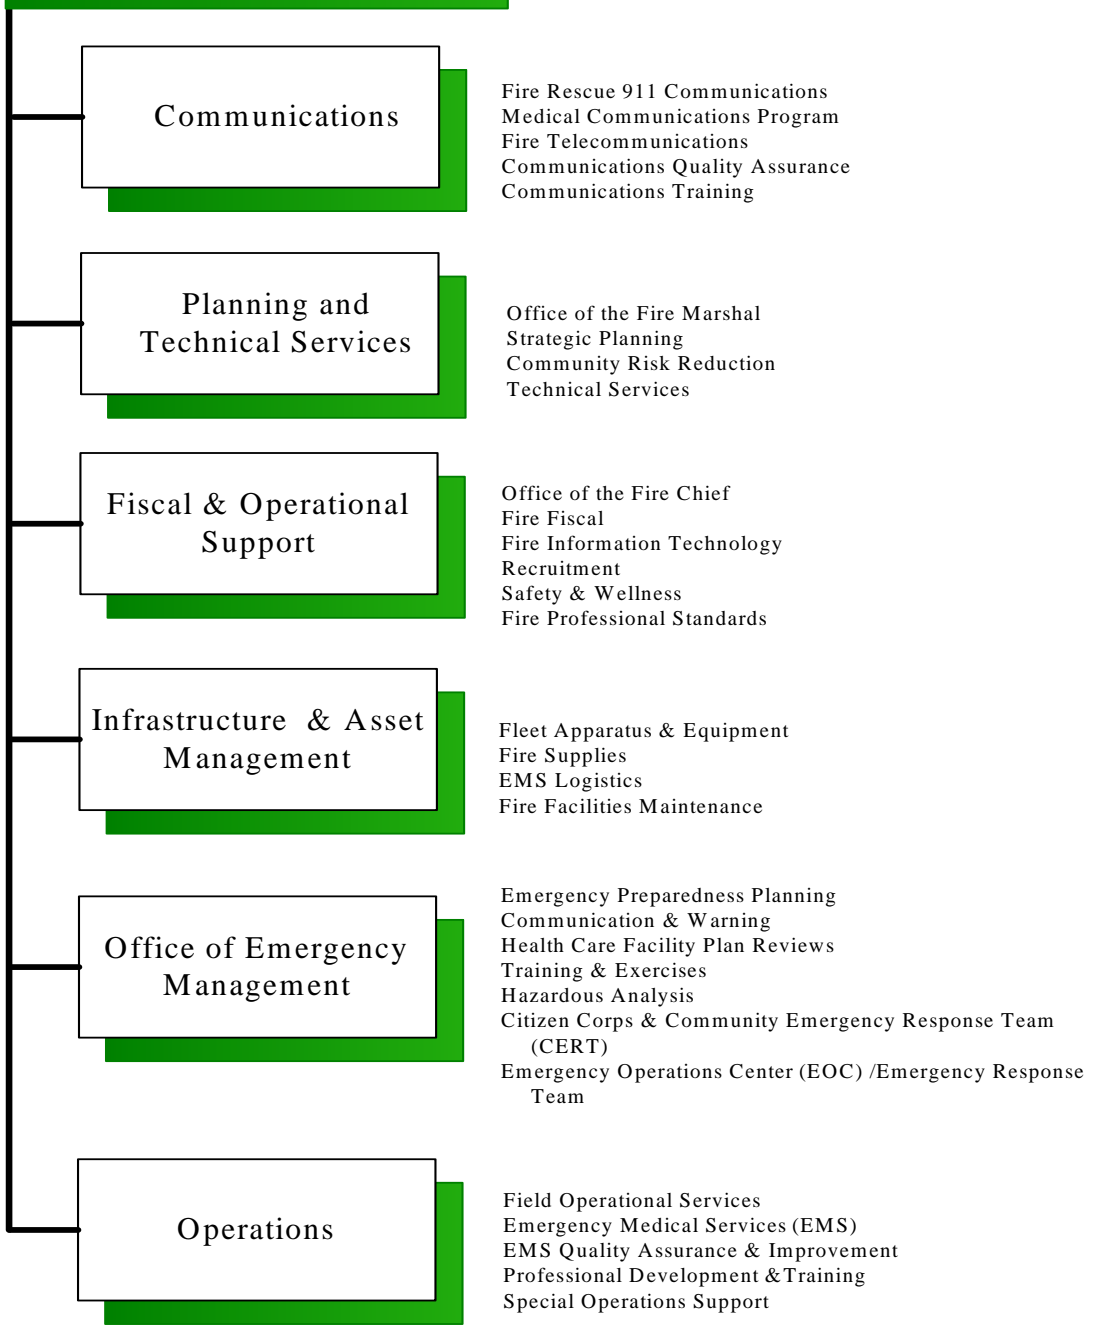 Communications
Fire Rescue 911 Communications
Medical Communications Program
Fire Telecommunications
Communications Quality Assurance
Communications Training
Planning and
Technical Services
Office of the Fire Marshal
Strategic Planning
Community Risk Reduction
Technical Services
Fiscal & Operational
Support
Office of the Fire Chief
Fire Fiscal
Fire Information Technology
Recruitment
Safety & Wellness
Fire Professional Standards
Infrastructure & Asset
Management
Fleet Apparatus & Equipment
Fire Supplies
EMS Logistics
Fire Facilities Maintenance
Office of Emergency
Management
Emergency Preparedness Planning
Communication & Warning
Health Care Facility Plan Reviews
Training & Exercises
Hazardous Analysis
Citizen Corps & Community Emergency Response Team
(CERT)
Emergency Operations Center (EOC) /Emergency Response
Team
Operations
Field Operational Services
Emergency Medical Services (EMS)
EMS Quality Assurance & Improvement
Professional Development &Training
Special Operations Support